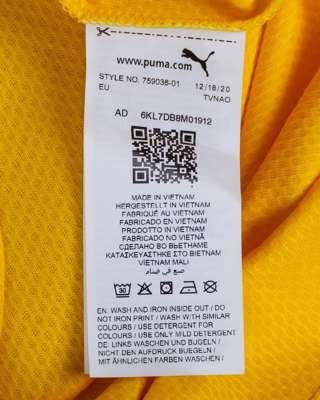 www.puma.com
STYLE NO. 759036-01 12/18/20
EU TVNAO
AD 6KL7DB8M01912
MADE IN VIETNAM
HERGESTELLT IN VIETNAM
FABRIQUÉ AU VIETNAM
FABRICADO EN VIETNAM
PRODOTTO IN VIETNAM
FABRICADO NO VIETNÃ
СДЕЛАНО ВО ВЬЕТНАМЕ
ΚΑΤΑΣΚΕΥΑΣΤΗΚΕ ΣΤΟ ΒΙΕΤΝΑΜ
VIETNAM MALI
صنع في فيتنام
30
EN: WASH AND IRON INSIDE OUT / DO
NOT IRON PRINT / WASH WITH SIMILAR
COLOURS / USE DETERGENT FOR
COLOURS / USE ONLY MILD DETERGENT
DE: LINKS WASCHEN UND BÜGELN /
NICHT DEN AUFDRUCK BUEGELN /
MIT ÄHNLICHEN FARBEN WASCHEN /